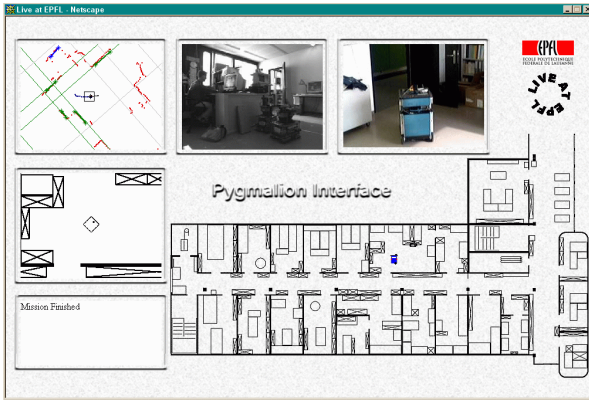 Live at EPFL - Netscape
EPFL
ECOLE POLYTECHNIQUE
FEDERALE DE LAUSANNE
LIVE AT EPFL
Pygmalion Interface
Mission Finished